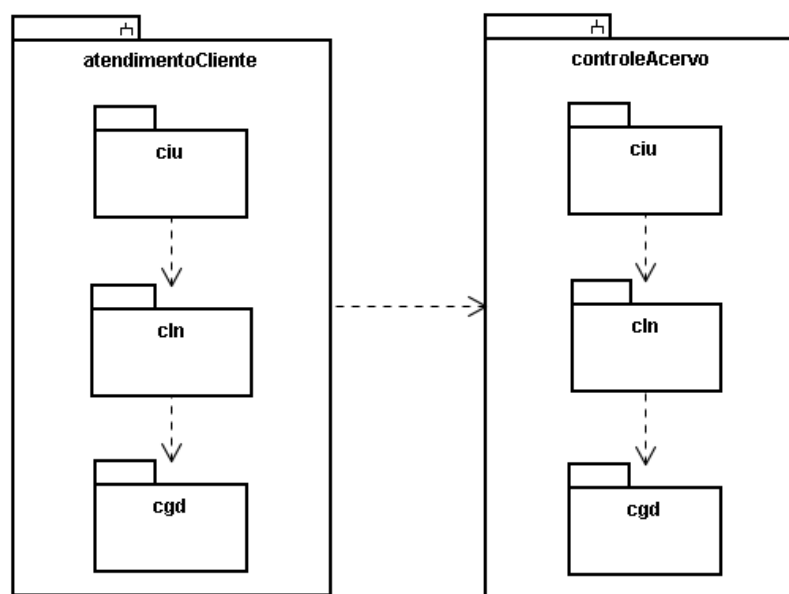 atendimentoCliente
ciu
cln
cgd
controleAcervo
ciu
cln
cgd